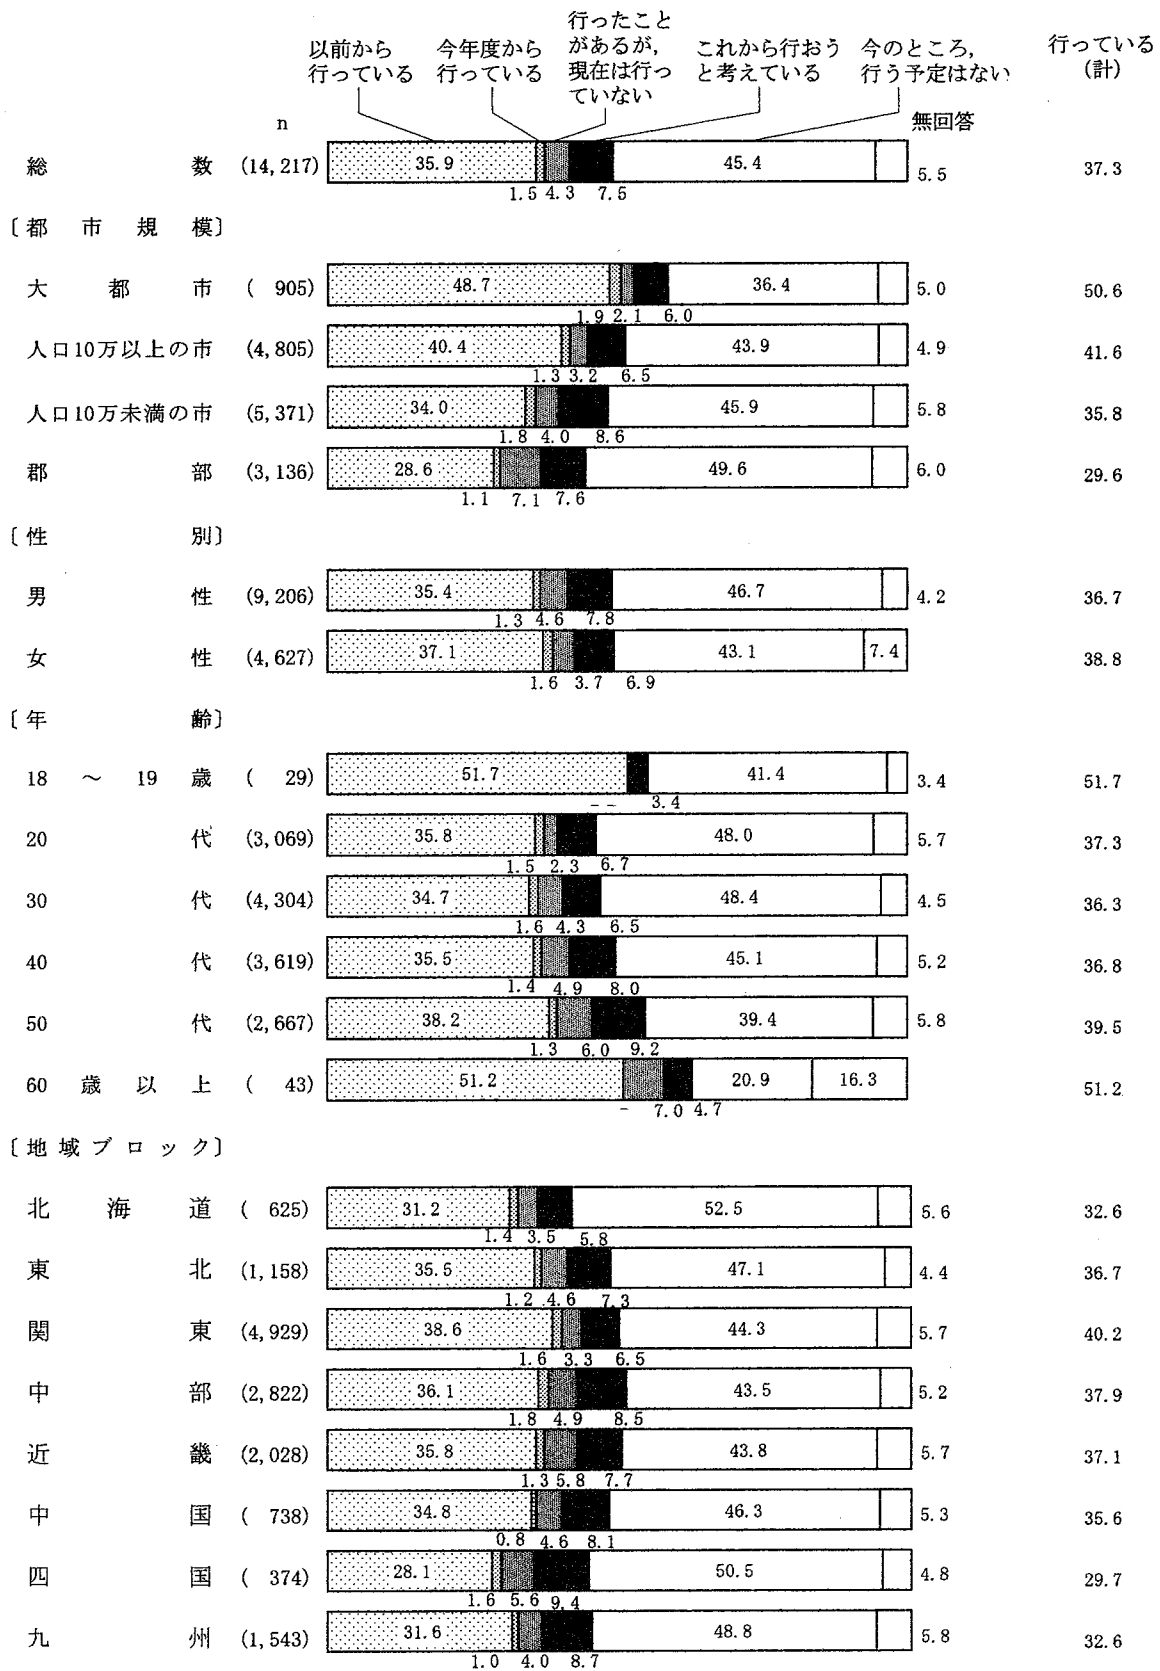 以前から
行っている
今年度から
行っている
行ったこと
があるが,
現在は行っ
ていない
これから行おう
と考えている
今のところ,
行う予定はない
無回答
行っている
(計)
n
総数 (14,217) 35.9 1.5 4.3 7.5 45.4 5.5 37.3
〔都市規模〕
大都市 ( 905) 48.7 1.9 2.1 6.0 36.4 5.0 50.6
人口10万以上の市 (4,805) 40.4 1.3 3.2 6.5 43.9 4.9 41.6
人口10万未満の市 (5,371) 34.0 1.8 4.0 8.6 45.9 5.8 35.8
郡部 (3,136) 28.6 1.1 7.1 7.6 49.6 6.0 29.6
〔性別〕
男性 (9,206) 35.4 1.3 4.6 7.8 46.7 4.2 36.7
女性 (4,627) 37.1 1.6 3.7 6.9 43.1 7.4 38.8
〔年齢〕
18～19歳 ( 29) 51.7 - - 3.4 41.4 3.4 51.7
20代 (3,069) 35.8 1.5 2.3 6.7 48.0 5.7 37.3
30代 (4,304) 34.7 1.6 4.3 6.5 48.4 4.5 36.3
40代 (3,619) 35.5 1.4 4.9 8.0 45.1 5.2 36.8
50代 (2,667) 38.2 1.3 6.0 9.2 39.4 5.8 39.5
60歳以上 ( 43) 51.2 - 7.0 4.7 20.9 16.3 51.2
〔地域ブロック〕
北海道 ( 625) 31.2 1.4 3.5 5.8 52.5 5.6 32.6
東北 (1,158) 35.5 1.2 4.6 7.3 47.1 4.4 36.7
関東 (4,929) 38.6 1.6 3.3 6.5 44.3 5.7 40.2
中部 (2,822) 36.1 1.8 4.9 8.5 43.5 5.2 37.9
近畿 (2,028) 35.8 1.3 5.8 7.7 43.8 5.7 37.1
中国 ( 738) 34.8 0.8 4.6 8.1 46.3 5.3 35.6
四国 ( 374) 28.1 1.6 5.6 9.4 50.5 4.8 29.7
九州 (1,543) 31.6 1.0 4.0 8.7 48.8 5.8 32.6